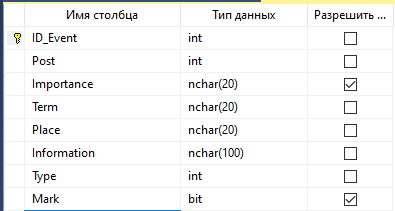 Имя столбца Тип данных Разрешить ...
ID_Event int
Post int
Importance nchar(20)
Term nchar(20)
Place nchar(20)
Information nchar(100)
Type int
Mark bit